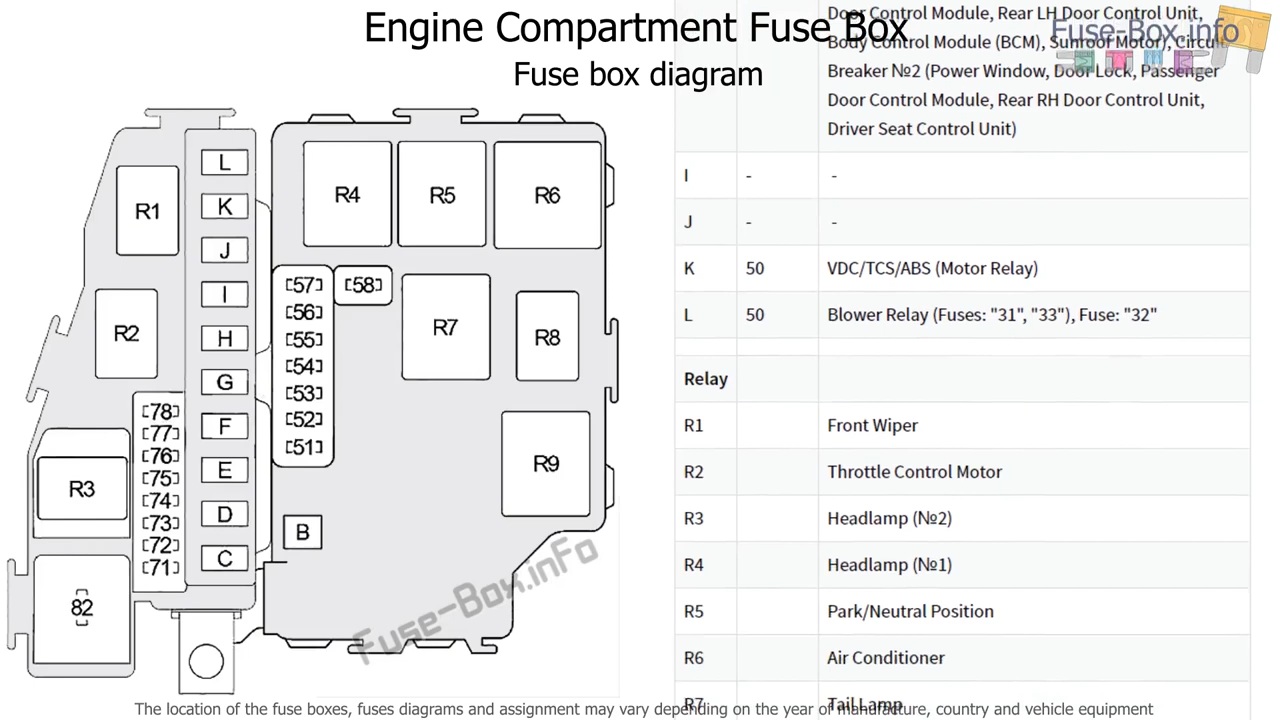 Engine Compartment Fuse Box
Fuse box diagram
Fuse-Box.info
L
K
J
I
H
G
F
E
D
C
B
R1
R2
R3
R4
R5
R6
R7
R8
R9
57
58
56
55
54
53
52
51
78
77
76
75
74
73
72
71
82
Fuse-Box.info
Door Control Module, Rear LH Door Control Unit,
Body Control Module (BCM), Sunroof Motor), Circuit
Breaker №2 (Power Window, Door Lock, Passenger
Door Control Module, Rear RH Door Control Unit,
Driver Seat Control Unit)
I - -
J - -
K 50 VDC/TCS/ABS (Motor Relay)
L 50 Blower Relay (Fuses: "31", "33"), Fuse: "32"
Relay
R1 Front Wiper
R2 Throttle Control Motor
R3 Headlamp (№2)
R4 Headlamp (№1)
R5 Park/Neutral Position
R6 Air Conditioner
R7 Tail Lamp
The location of the fuse boxes, fuses diagrams and assignment may vary depending on the year of manufacture, country and vehicle equipment